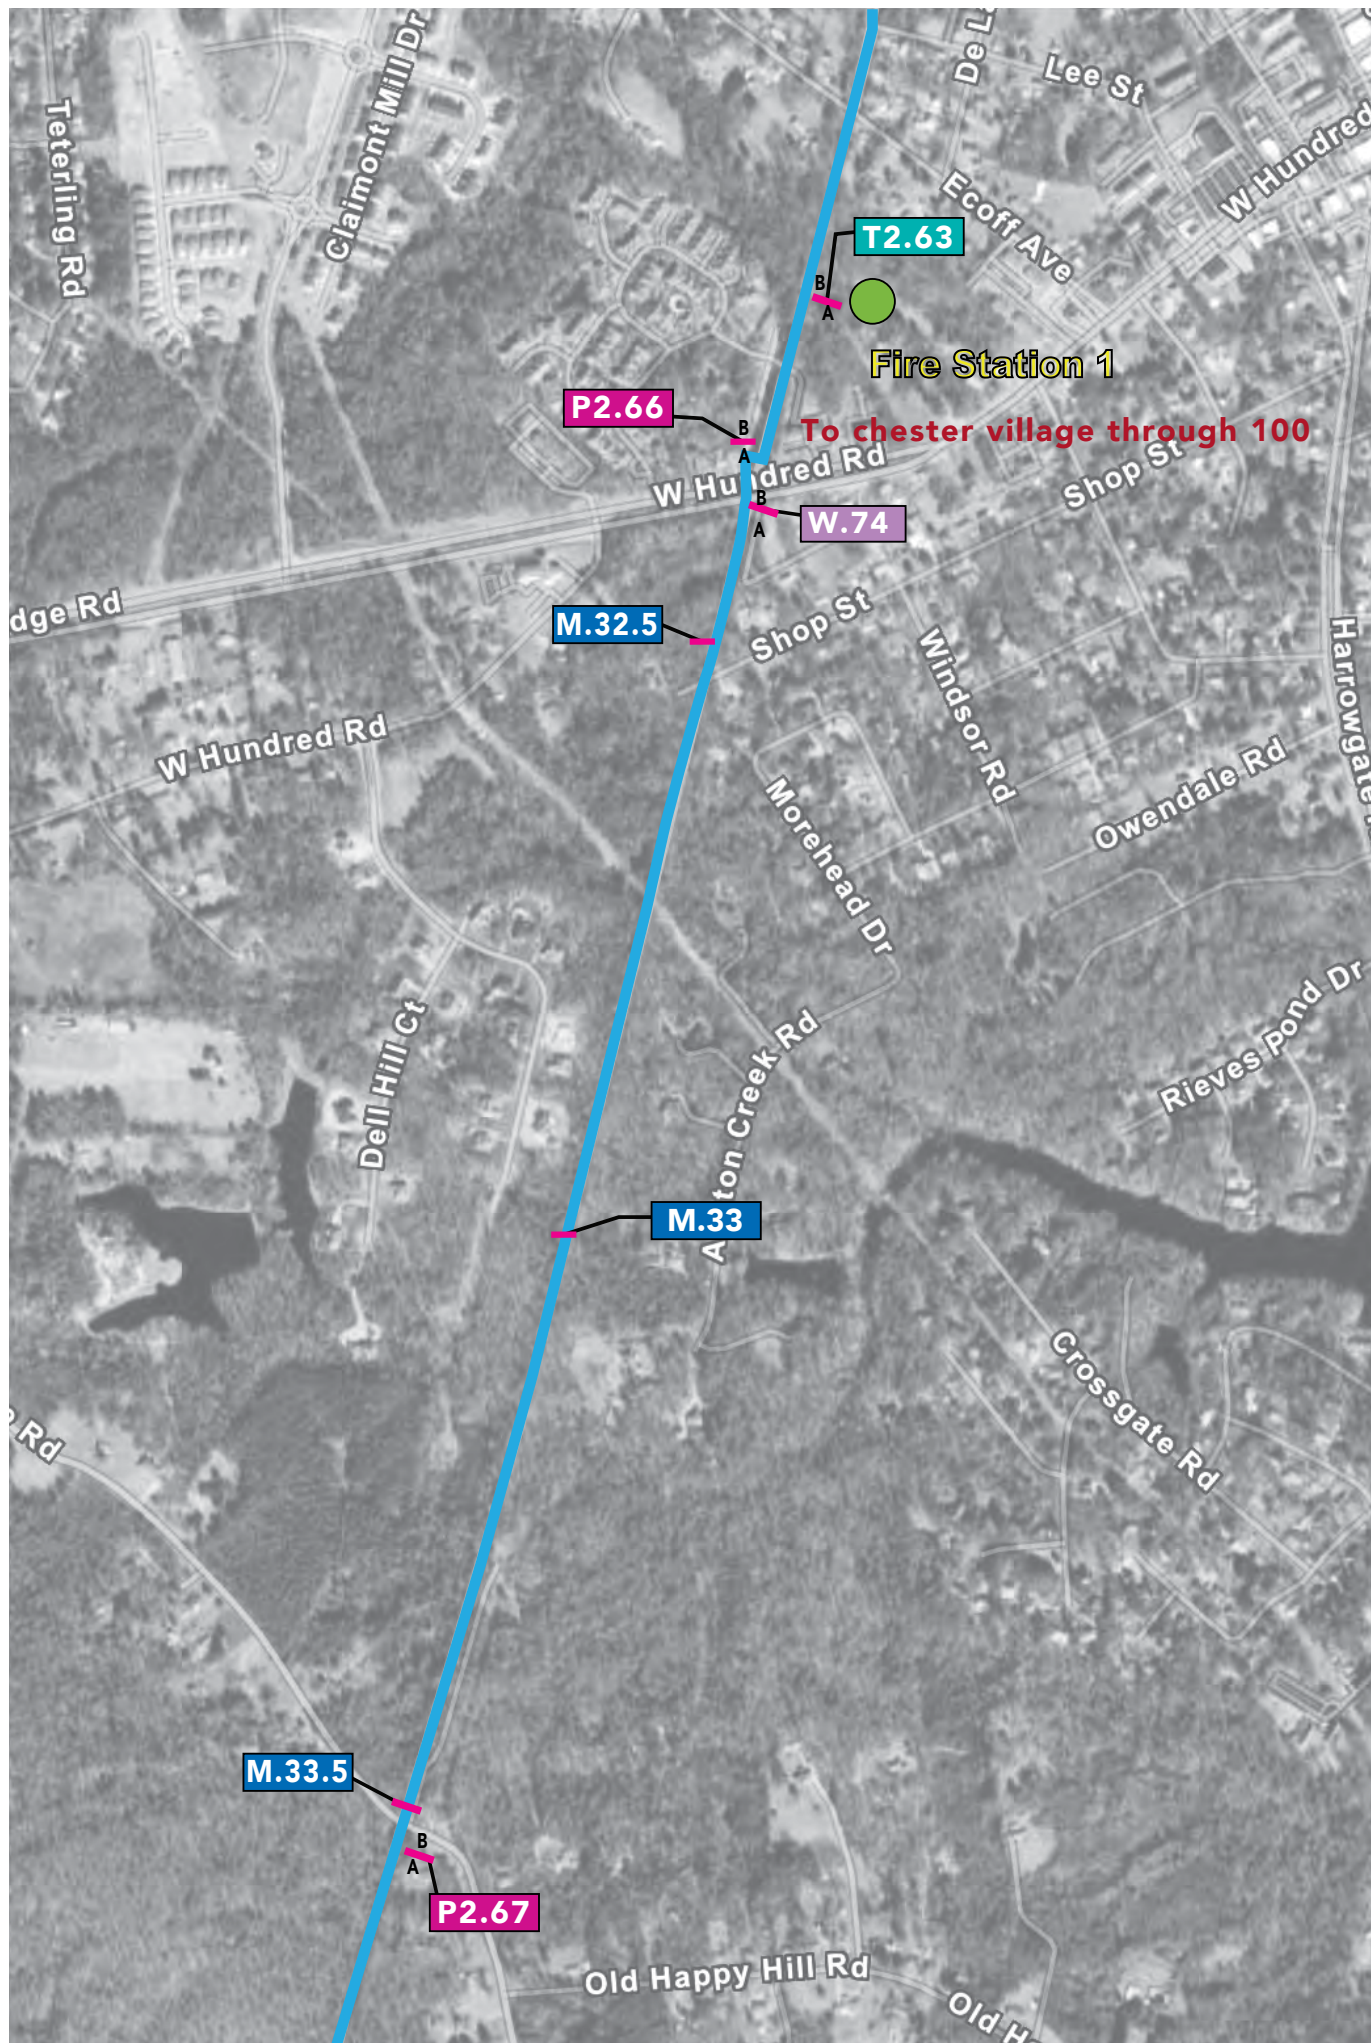 De La
Lee St
Claimont Mill Dr
Teterling Rd
W Hundred
Ecoff Ave
T2.63
B
A
Fire Station 1
P2.66
B
A
To chester village through 100
W Hundred Rd
Shop St
B
A
W.74
dge Rd
M.32.5
Shop St
Windsor Rd
Harrowgate
W Hundred Rd
Owendale Rd
Morehead Dr
Rieves Pond Dr
Dell Hill Ct
ton Creek Rd
A
M.33
Crossgate Rd
Rd
M.33.5
B
A
P2.67
Old Happy Hill Rd
Old Ha